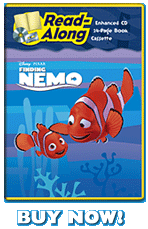 Read-
Along
Enhanced CD
24-Page Book
Cassette
DISNEY · PIXAR
FINDING
NEMO
BUY NOW!